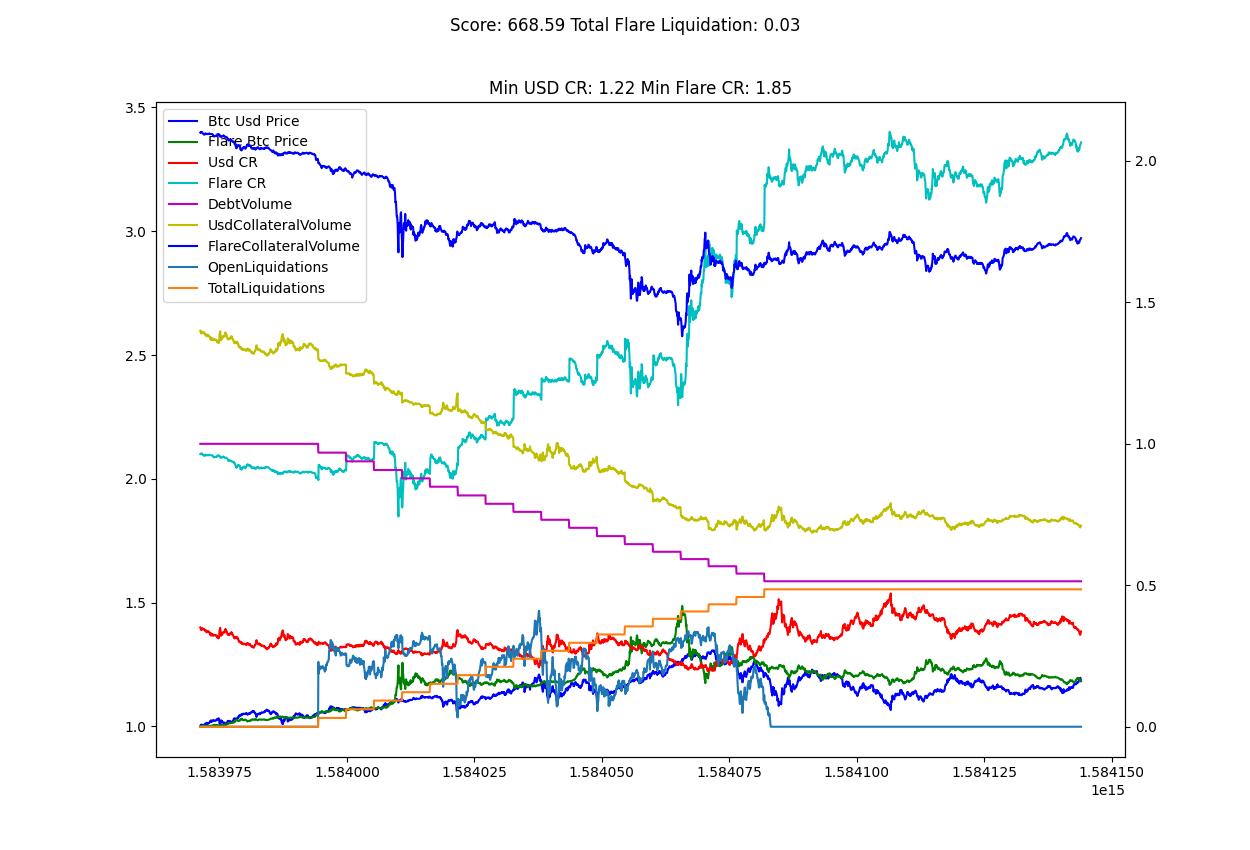 Score: 668.59 Total Flare Liquidation: 0.03
Min USD CR: 1.22 Min Flare CR: 1.85
3.5
3.0
2.5
2.0
1.5
1.0
Btc Usd Price
Flare Btc Price
Usd CR
Flare CR
DebtVolume
UsdCollateralVolume
FlareCollateralVolume
OpenLiquidations
TotalLiquidations
2.0
1.5
1.0
0.5
0.0
1.583975 1.584000 1.584025 1.584050 1.584075 1.584100 1.584125 1.584150
1e15